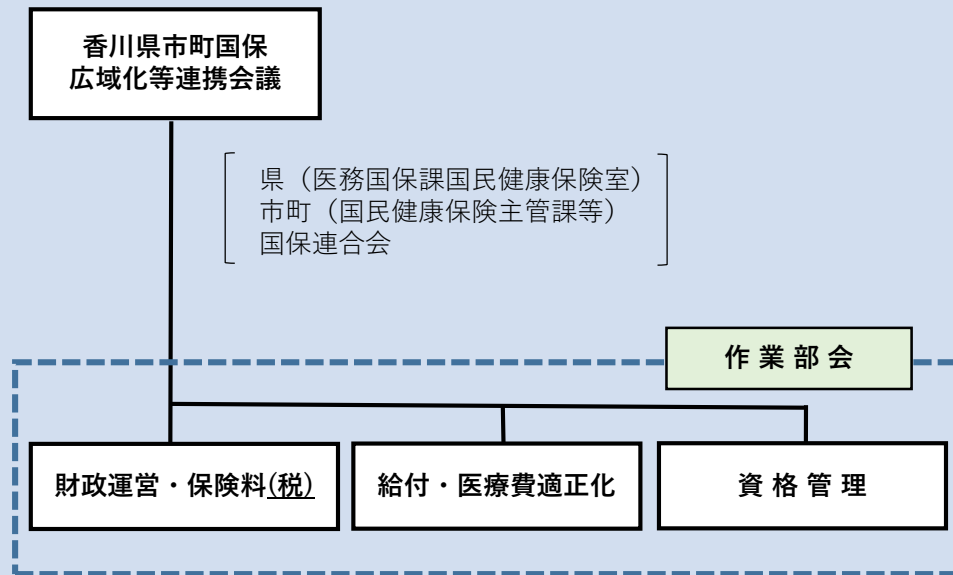 香川県市町国保
広域化等連携会議
県（医務国保課国民健康保険室）
市町（国民健康保険主管課等）
国保連合会
作業部会
財政運営・保険料(税)
給付・医療費適正化
資格管理